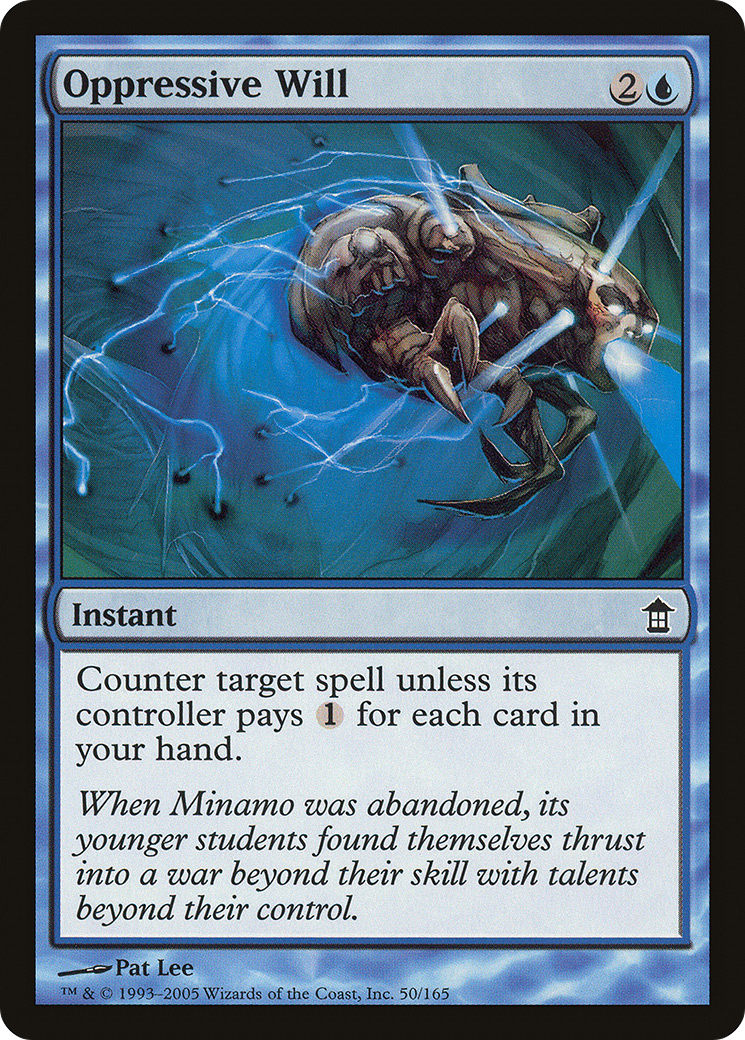 Oppressive Will 2
Instant
Counter target spell unless its
controller pays 1 for each card in
your hand.
When Minamo was abandoned, its
younger students found themselves thrust
into a war beyond their skill with talents
beyond their control.
Pat Lee
™ & © 1993–2005 Wizards of the Coast, Inc. 50/165